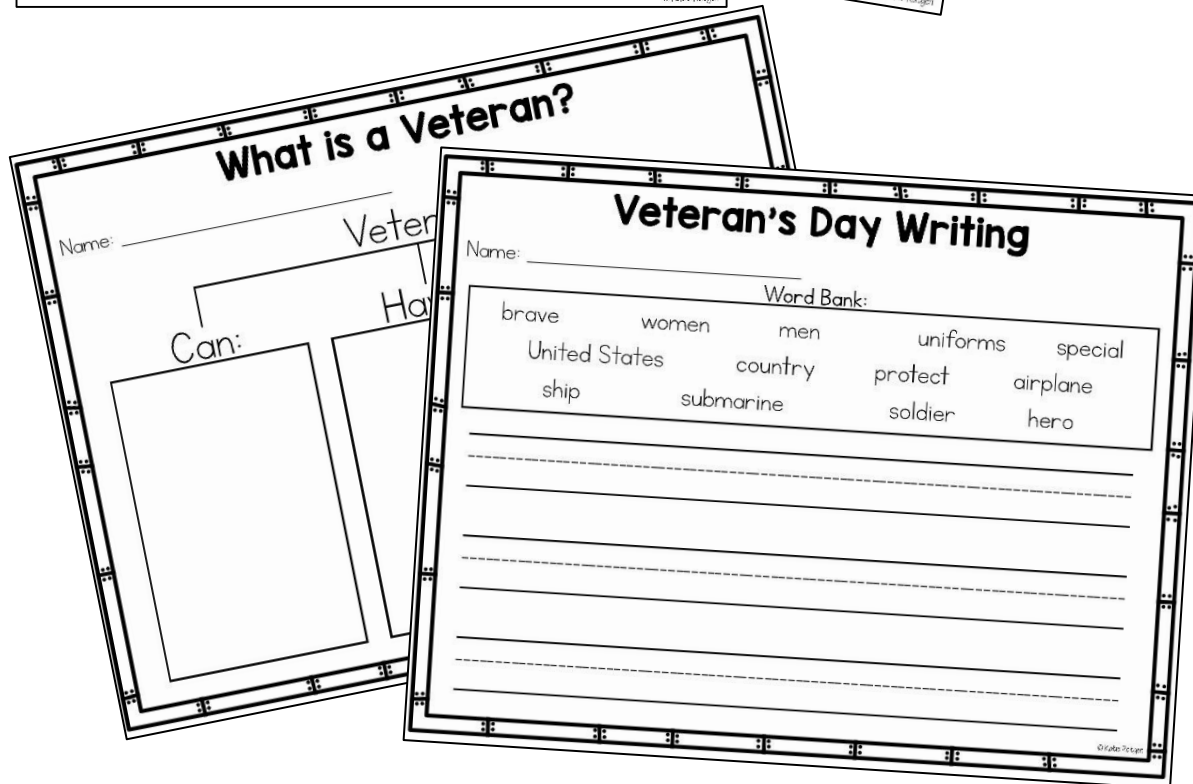 What is a Veteran?
Name:
Veter
Can:
Ha
Veteran's Day Writing
Name:
Word Bank:
brave women men uniforms special
United States country protect airplane
ship submarine soldier hero